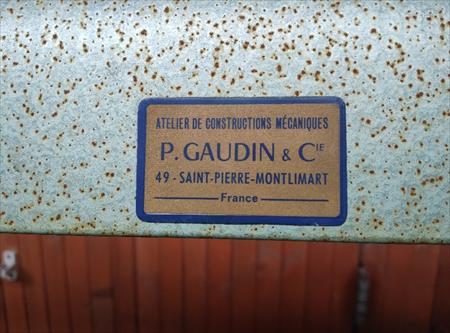 ATELIER DE CONSTRUCTIONS MÉCANIQUES
P. GAUDIN & CIE
49 - SAINT-PIERRE-MONTLIMART
France